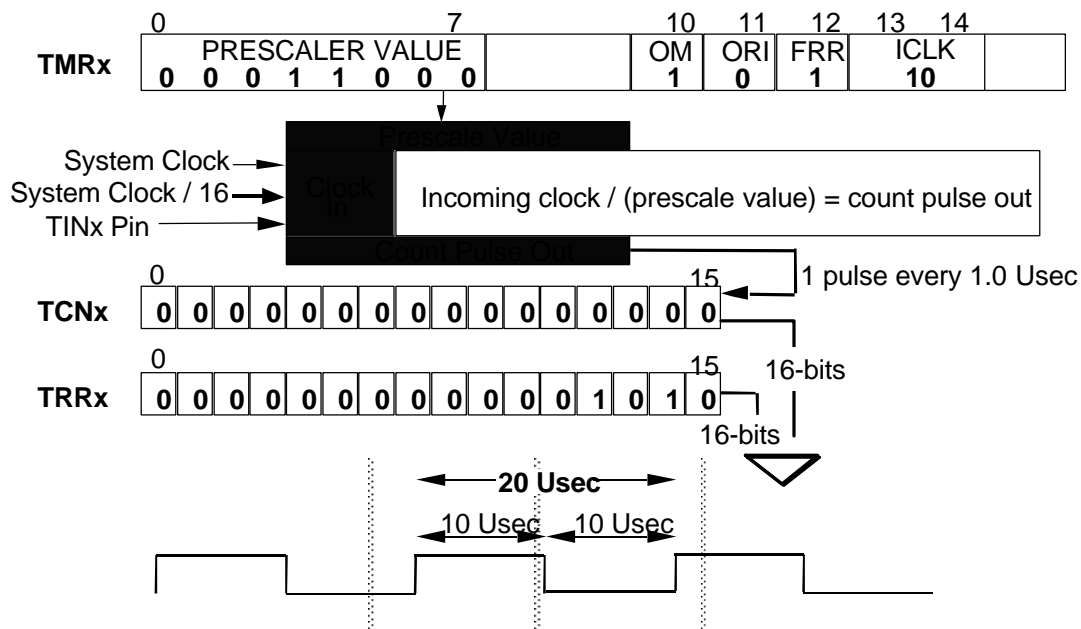 0 7 10 11 12 13 14
PRESCALER VALUE OM ORI FRR ICLK
TMRx 0 0 0 1 1 0 0 0 1 0 1 10
Prescale Value
System Clock
System Clock / 16
TINx Pin
Clock In
Incoming clock / (prescale value) = count pulse out
Count Pulse Out
1 pulse every 1.0 Usec
0 15
TCNx 0 0 0 0 0 0 0 0 0 0 0 0 0 0 0 0
0 15 16-bits
TRRx 0 0 0 0 0 0 0 0 0 0 0 0 1 0 1 0
16-bits
20 Usec
10 Usec 10 Usec